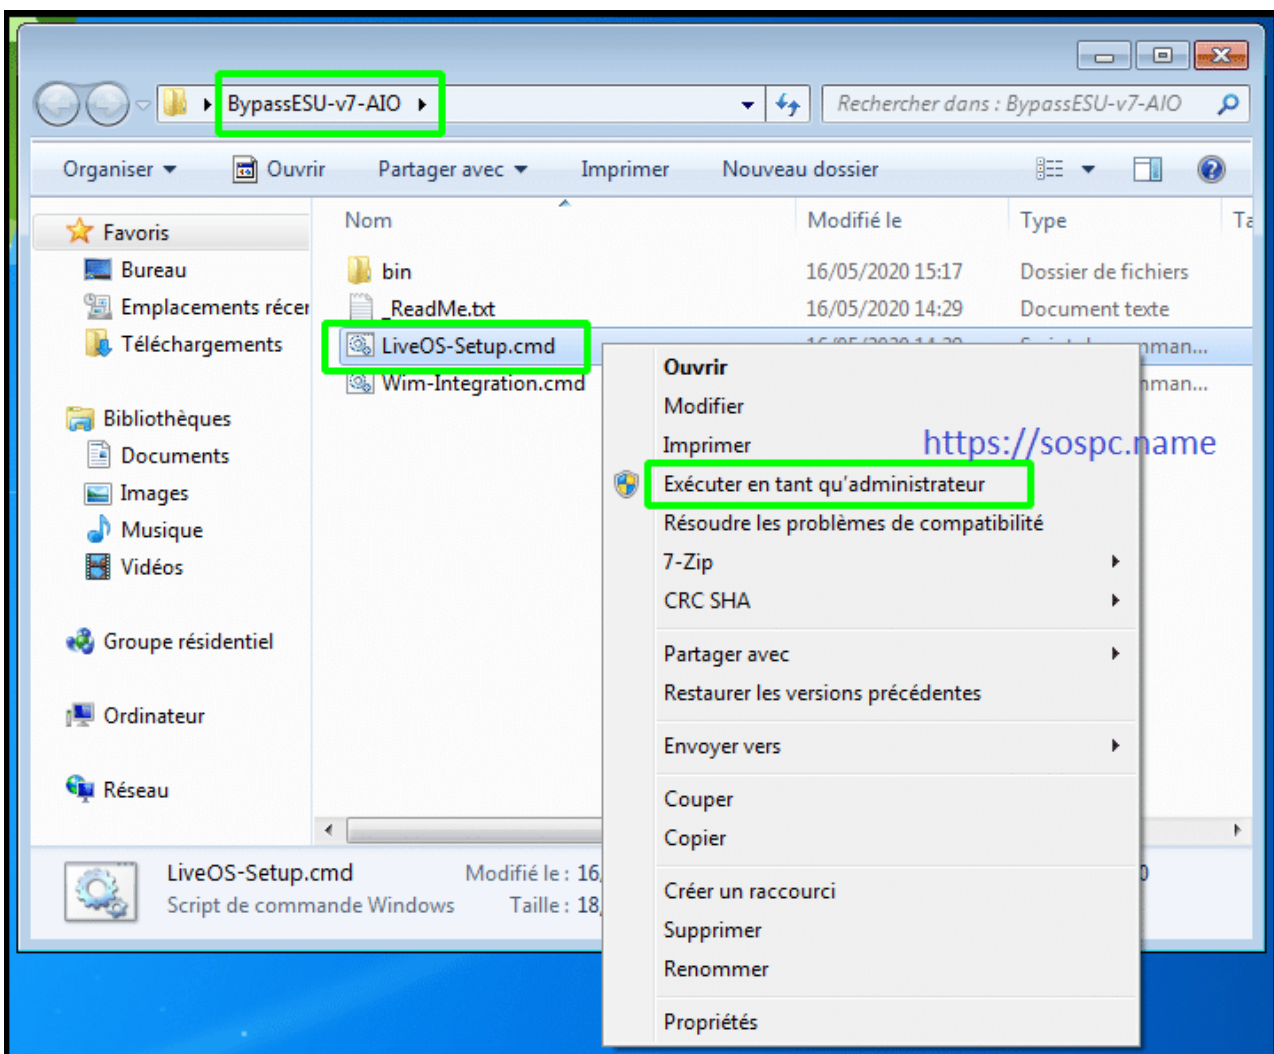 BypassESU-v7-AIO
Rechercher dans : BypassESU-v7-AIO
Organiser Ouvrir Partager avec Imprimer Nouveau dossier
Nom Modifié le Type
Favoris
Bureau
Emplacements récer
Téléchargements
Bibliothèques
Documents
Images
Musique
Vidéos
Groupe résidentiel
Ordinateur
Réseau
bin 16/05/2020 15:17 Dossier de fichiers
_ReadMe.txt 16/05/2020 14:29 Document texte
LiveOS-Setup.cmd
Wim-Integration.cmd
Ouvrir
Modifier
Imprimer
https://sospc.name
Exécuter en tant qu'administrateur
Résoudre les problèmes de compatibilité
7-Zip
CRC SHA
Partager avec
Restaurer les versions précédentes
Envoyer vers
Couper
Copier
Créer un raccourci
Supprimer
Renommer
Propriétés
LiveOS-Setup.cmd Modifié le : 16
Script de commande Windows Taille : 18,